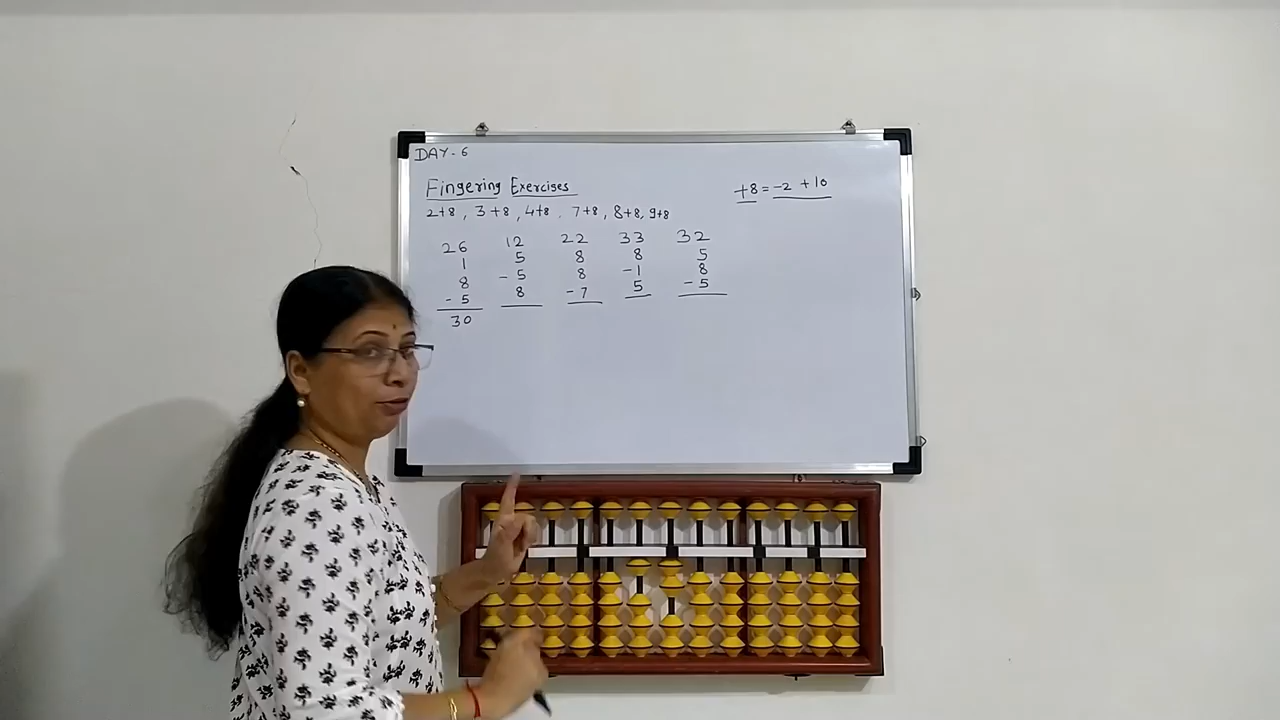 DAY-6
Fingering Exercises
+8 = -2 +10
2+8, 3+8, 4+8, 7+8, 8+8, 9+8
26 12 22 33 32
1 5 8 8 5
8 -5 8 -1 8
-5 8 -7 5 -5
30